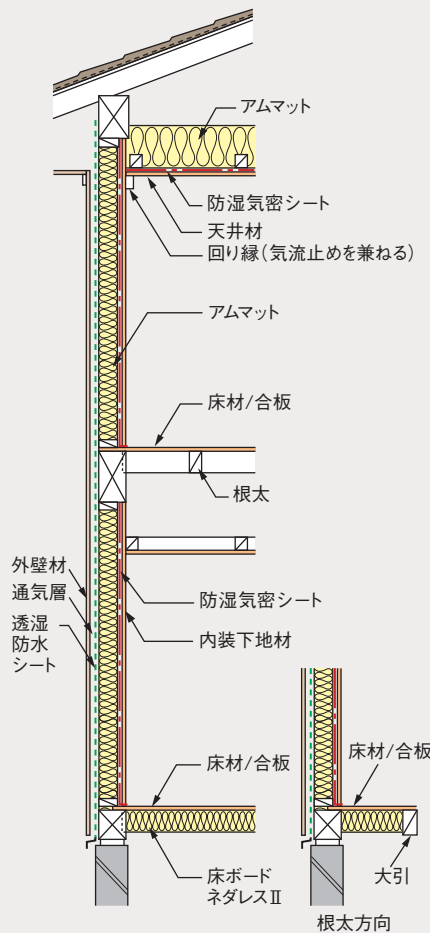 アムマット
防湿気密シート
天井材
回り縁(気流止めを兼ねる)
アムマット
床材/合板
根太
外壁材
通気層
透湿
防水
シート
防湿気密シート
内装下地材
床材/合板
床材/合板
床ボード
ネダレスⅡ
大引
根太方向